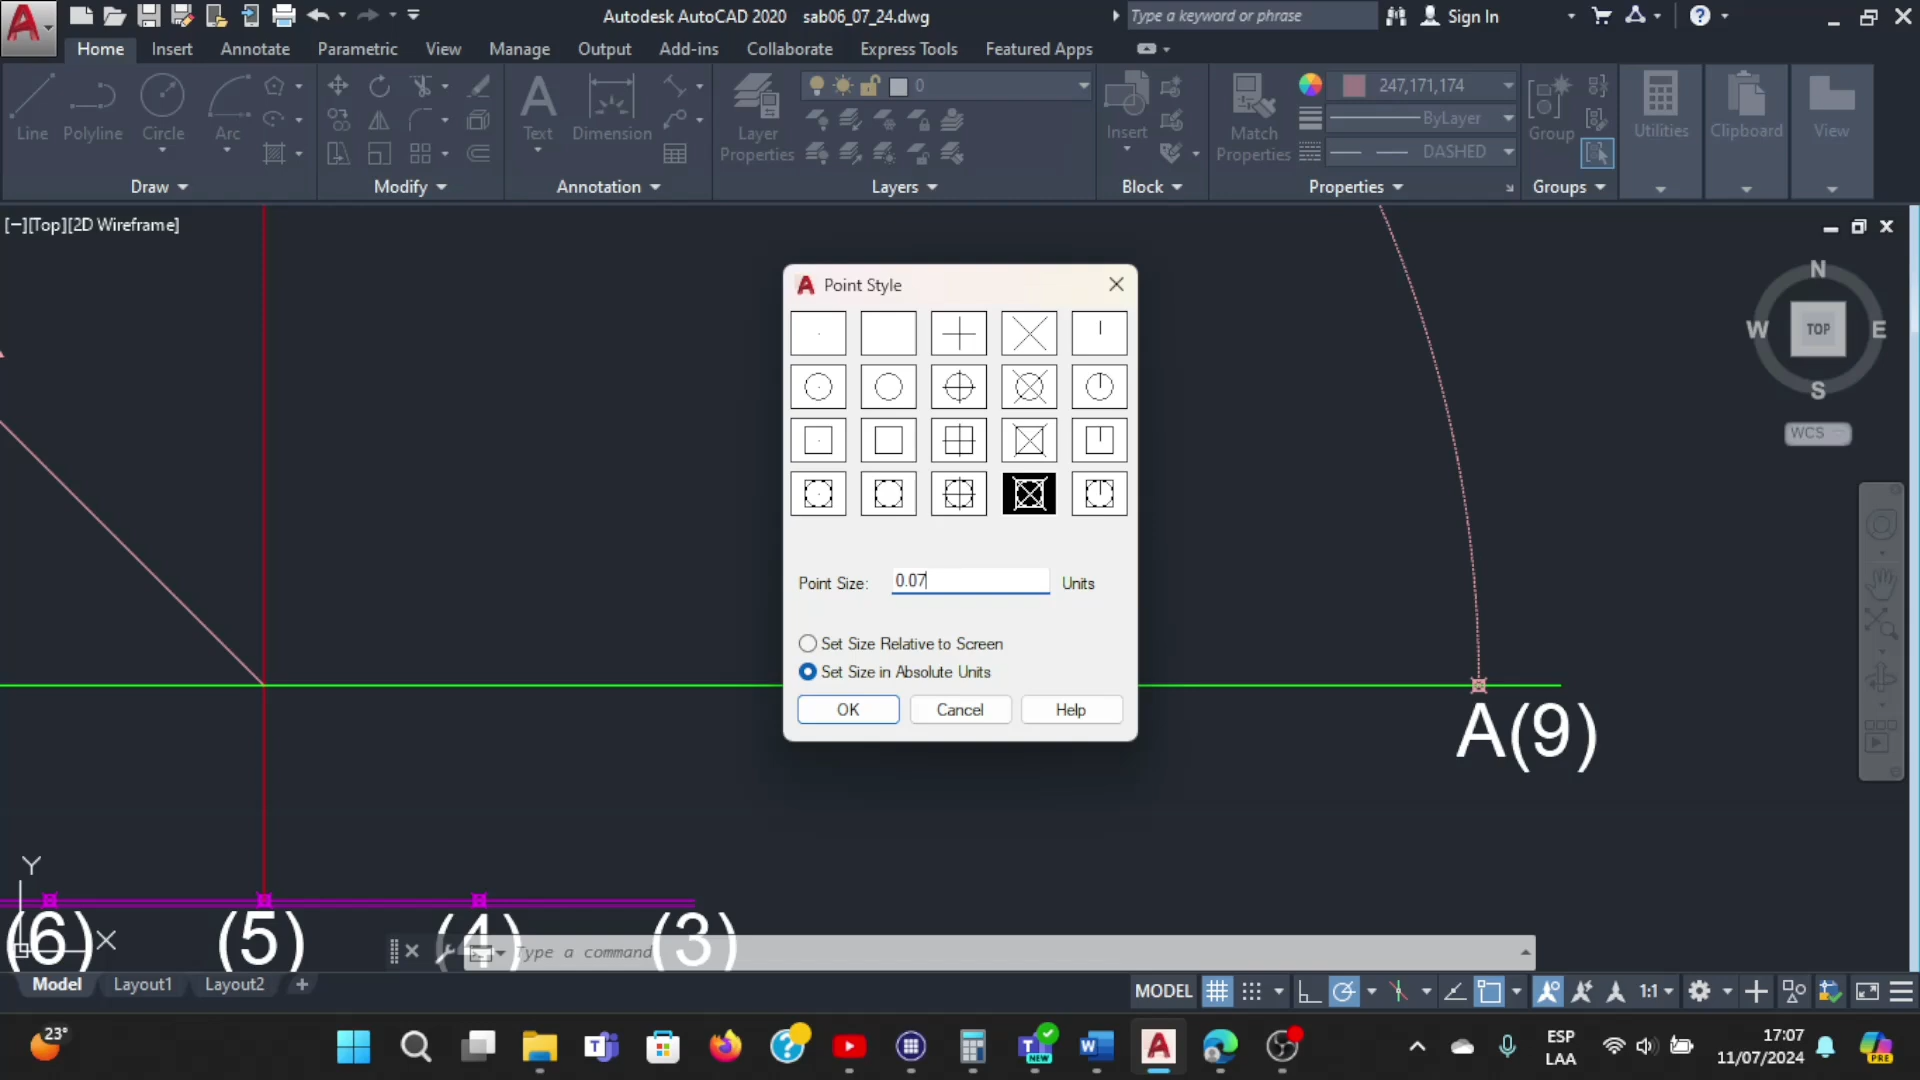 Autodesk AutoCAD 2020 sab06_07_24.dwg
Type a keyword or phrase
Sign In
Home Insert Annotate Parametric View Manage Output Add-ins Collaborate Express Tools Featured Apps
0
247,171,174
ByLayer
DASHED
Line Polyline Circle Arc
Text Dimension
Layer Properties
Insert
Match Properties
Group
Utilities
Clipboard
View
Draw Modify Annotation Layers Block Properties Groups
[−][Top][2D Wireframe]
N
W TOP E
S
WCS
Point Style
Point Size: 0.07 Units
Set Size Relative to Screen
Set Size in Absolute Units
OK Cancel Help
A(9)
Y
X
(6) (5) (4) (3)
Type a command
Model Layout1 Layout2 +
MODEL
1:1
23°
NEW
ESP
LAA
17:07
11/07/2024
PRE